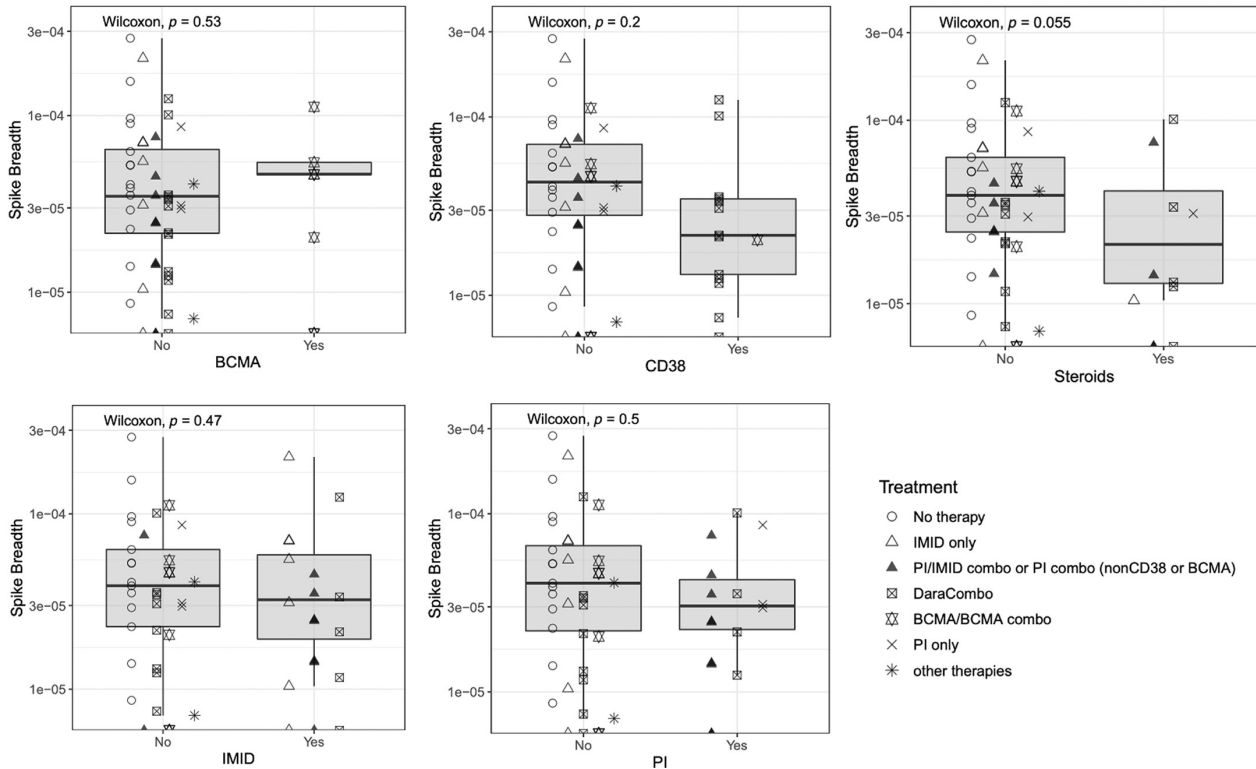 Wilcoxon, p = 0.53
3e−04
1e−04
3e−05
1e−05
Spike Breadth
No
Yes
BCMA
Wilcoxon, p = 0.2
3e−04
1e−04
3e−05
1e−05
Spike Breadth
No
Yes
CD38
Wilcoxon, p = 0.055
3e−04
1e−04
3e−05
1e−05
Spike Breadth
No
Yes
Steroids
Wilcoxon, p = 0.47
3e−04
1e−04
3e−05
1e−05
Spike Breadth
No
Yes
IMID
Wilcoxon, p = 0.5
3e−04
1e−04
3e−05
1e−05
Spike Breadth
No
Yes
PI
Treatment
No therapy
IMID only
PI/IMID combo or PI combo (nonCD38 or BCMA)
DaraCombo
BCMA/BCMA combo
PI only
other therapies